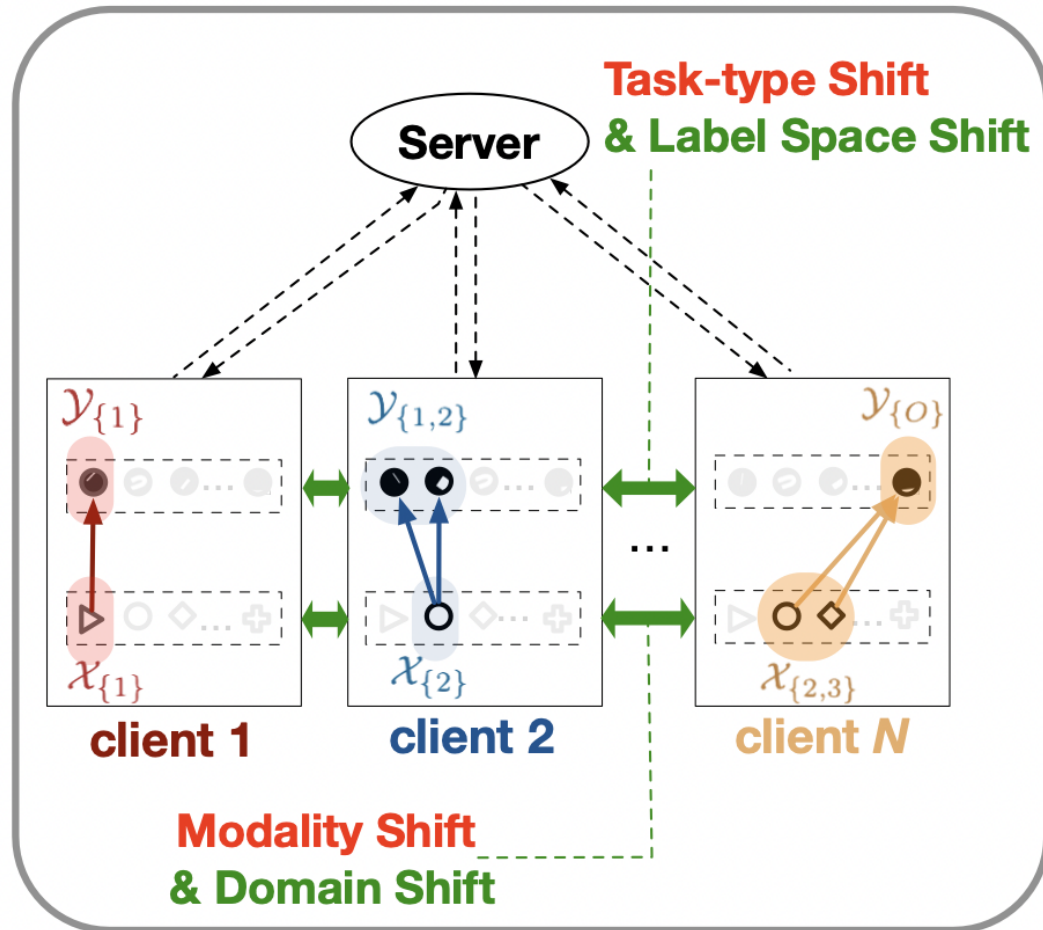 Task-type Shift
& Label Space Shift
Server
𝒴{1}
𝒴{1,2}
𝒴{O}
...
...
...
...
...
...
...
𝒳{1}
𝒳{2}
𝒳{2,3}
client 1
client 2
client N
Modality Shift
& Domain Shift